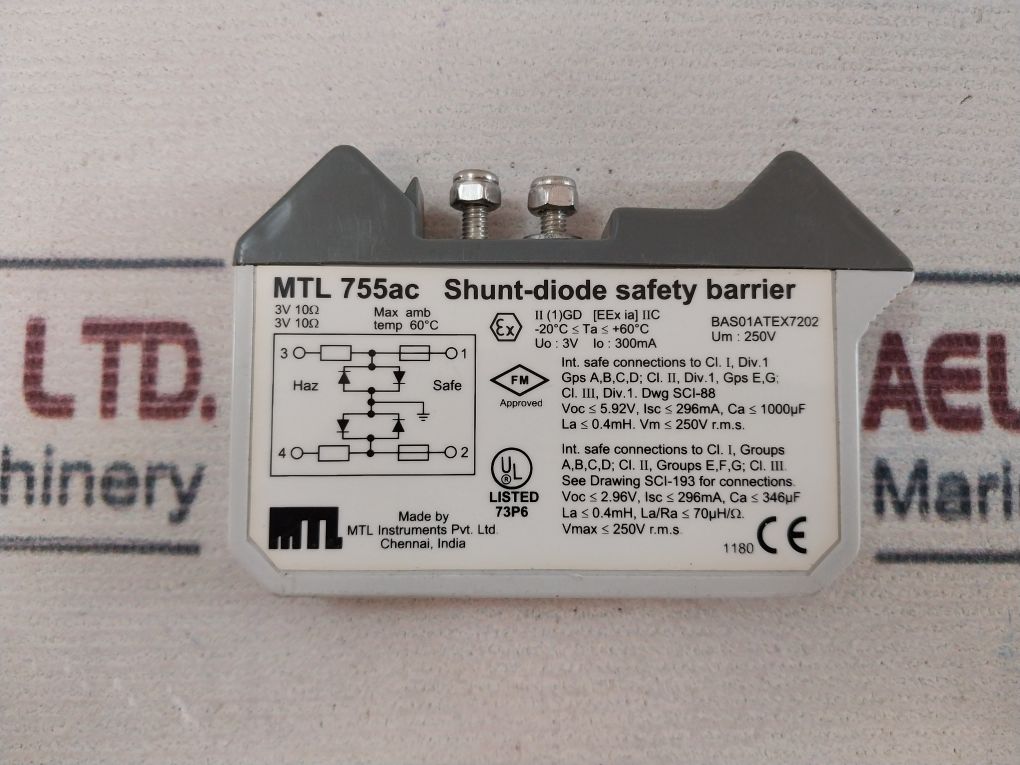 MTL 755ac Shunt-diode safety barrier
3V 10Ω
3V 10Ω
Max amb
temp 60°C
3 1
Haz Safe
4 2
Ex
II (1)GD [EEx ia] IIC
-20°C ≤ Ta ≤ +60°C
Uo : 3V Io : 300mA
BAS01ATEX7202
Um : 250V
FM
Approved
Int. safe connections to Cl. I, Div.1
Gps A,B,C,D; Cl. II, Div.1, Gps E,G;
Cl. III, Div.1. Dwg SCI-88
Voc ≤ 5.92V, Isc ≤ 296mA, Ca ≤ 1000µF
La ≤ 0.4mH. Vm ≤ 250V r.m.s.
UL
®
LISTED
73P6
Int. safe connections to Cl. I, Groups
A,B,C,D; Cl. II, Groups E,F,G; Cl. III.
See Drawing SCI-193 for connections.
Voc ≤ 2.96V, Isc ≤ 296mA, Ca ≤ 346µF
La ≤ 0.4mH, La/Ra ≤ 70µH/Ω.
Vmax ≤ 250V r.m.s.
MTL
Made by
MTL Instruments Pvt. Ltd.
Chennai, India
1180 CE
LTD.
hinery
AEL
Mari